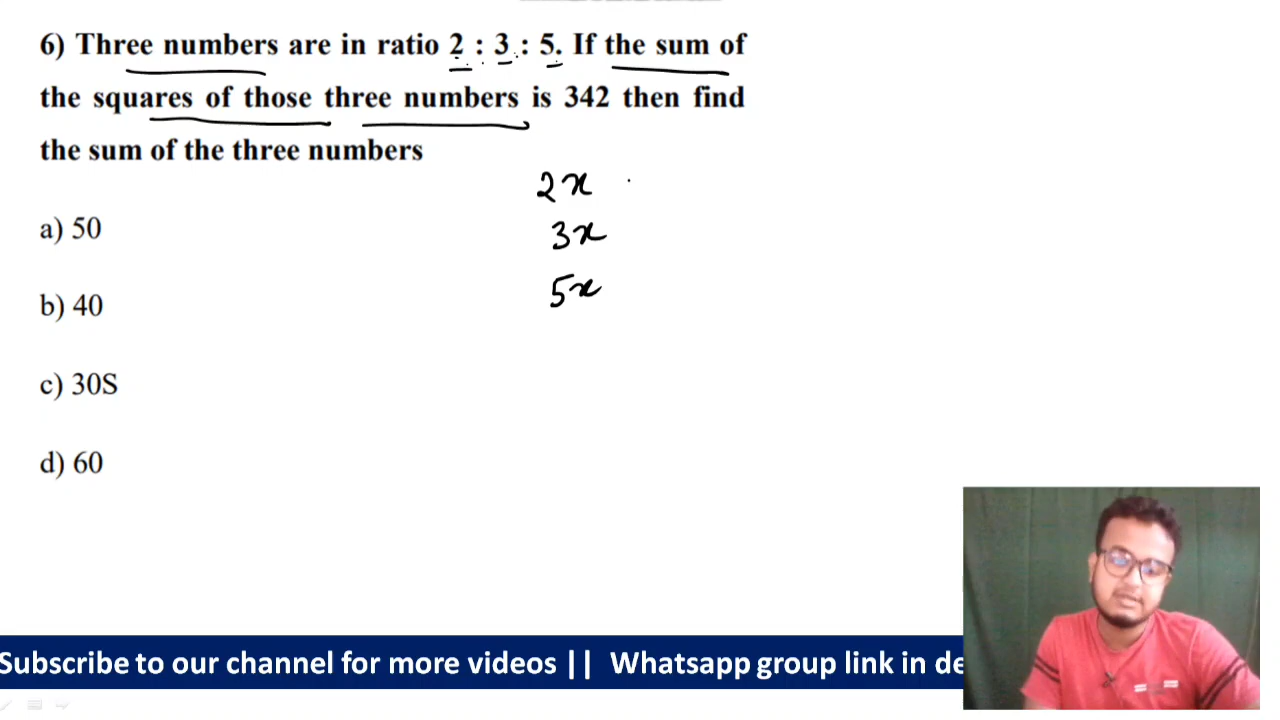 6) Three numbers are in ratio 2 : 3 : 5. If the sum of
the squares of those three numbers is 342 then find
the sum of the three numbers
2x
a) 50
3x
5x
b) 40
c) 30S
d) 60
Subscribe to our channel for more videos || Whatsapp group link in de